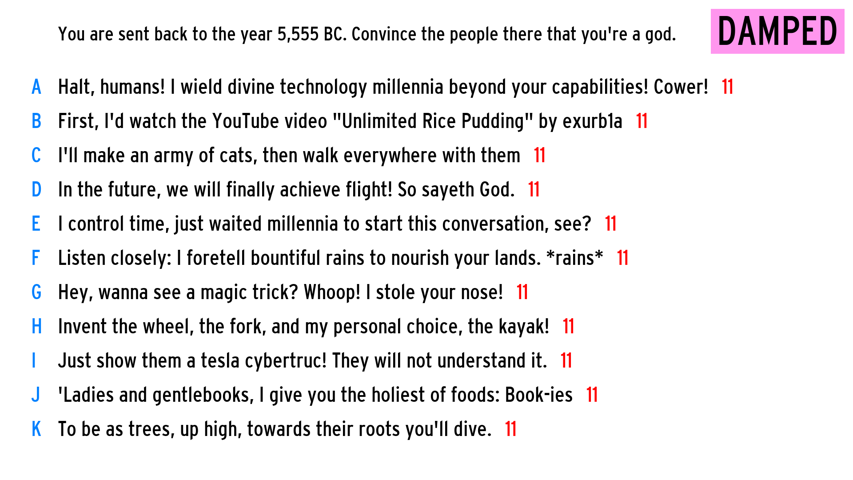 You are sent back to the year 5,555 BC. Convince the people there that you're a god.
DAMPED
A Halt, humans! I wield divine technology millennia beyond your capabilities! Cower! 11
B First, I'd watch the YouTube video "Unlimited Rice Pudding" by exurb1a 11
C I'll make an army of cats, then walk everywhere with them 11
D In the future, we will finally achieve flight! So sayeth God. 11
E I control time, just waited millennia to start this conversation, see? 11
F Listen closely: I foretell bountiful rains to nourish your lands. *rains* 11
G Hey, wanna see a magic trick? Whoop! I stole your nose! 11
H Invent the wheel, the fork, and my personal choice, the kayak! 11
I Just show them a tesla cybertruc! They will not understand it. 11
J 'Ladies and gentlebooks, I give you the holiest of foods: Book-ies 11
K To be as trees, up high, towards their roots you'll dive. 11